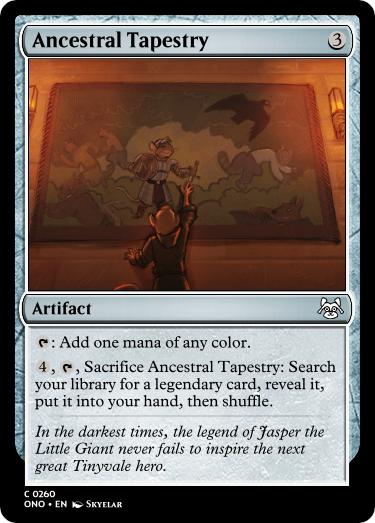 Ancestral Tapestry 3
Artifact
: Add one mana of any color.
4, , Sacrifice Ancestral Tapestry: Search
your library for a legendary card, reveal it,
put it into your hand, then shuffle.
In the darkest times, the legend of Jasper the
Little Giant never fails to inspire the next
great Tinyvale hero.
C 0260
ONO • EN Skyelar